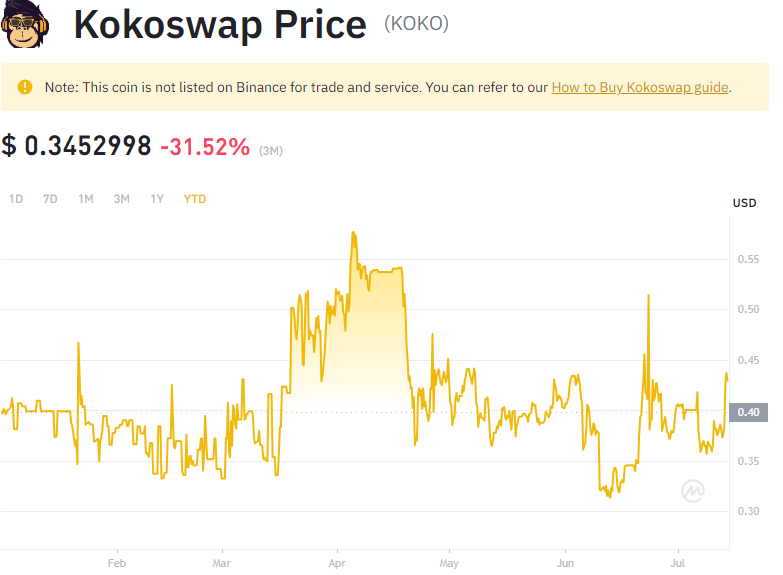 Kokoswap Price (KOKO)
Note: This coin is not listed on Binance for trade and service. You can refer to our How to Buy Kokoswap guide.
$ 0.3452998 -31.52% (3M)
1D 7D 1M 3M 1Y YTD
USD
0.55
0.50
0.45
0.40
0.35
0.30
Feb Mar Apr May Jun Jul